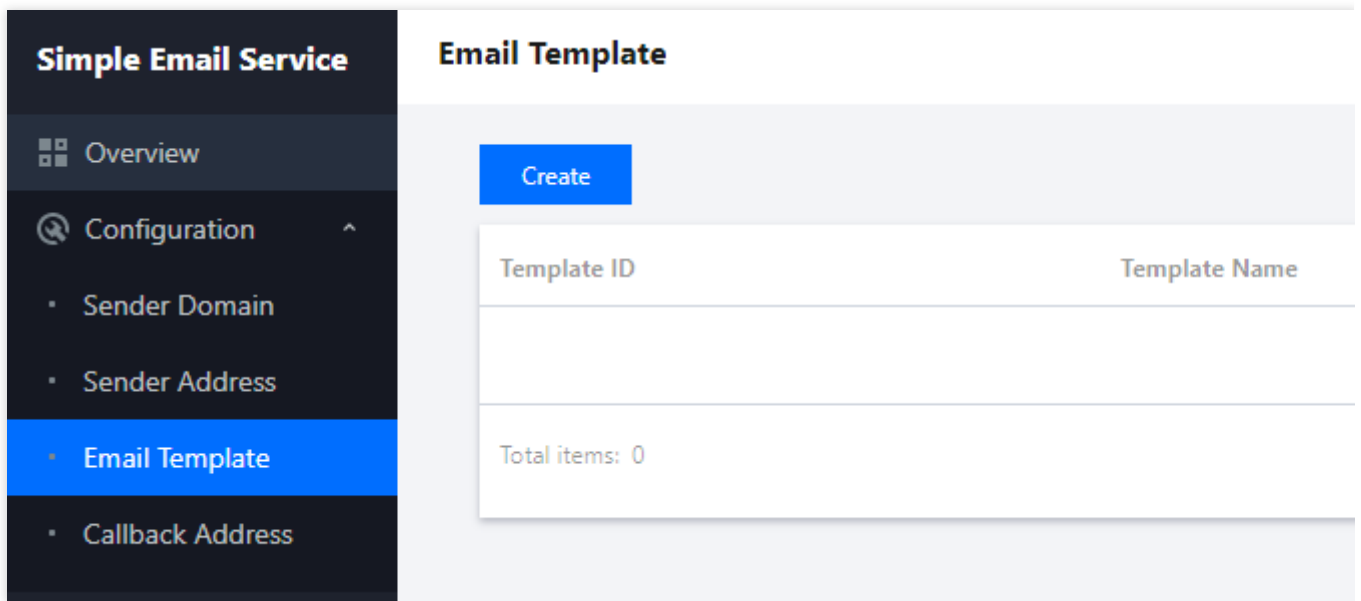 Simple Email Service
Overview
Configuration
Sender Domain
Sender Address
Email Template
Callback Address
Email Template
Create
Template ID Template Name
Total items: 0